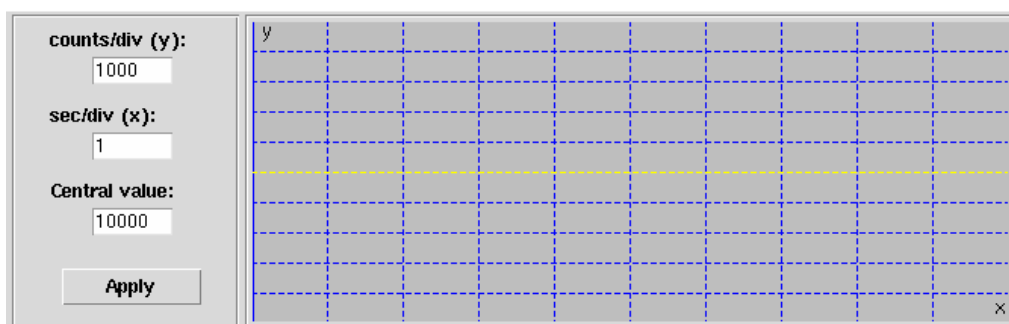 counts/div (y):
1000
sec/div (x):
1
Central value:
10000
Apply
y
x